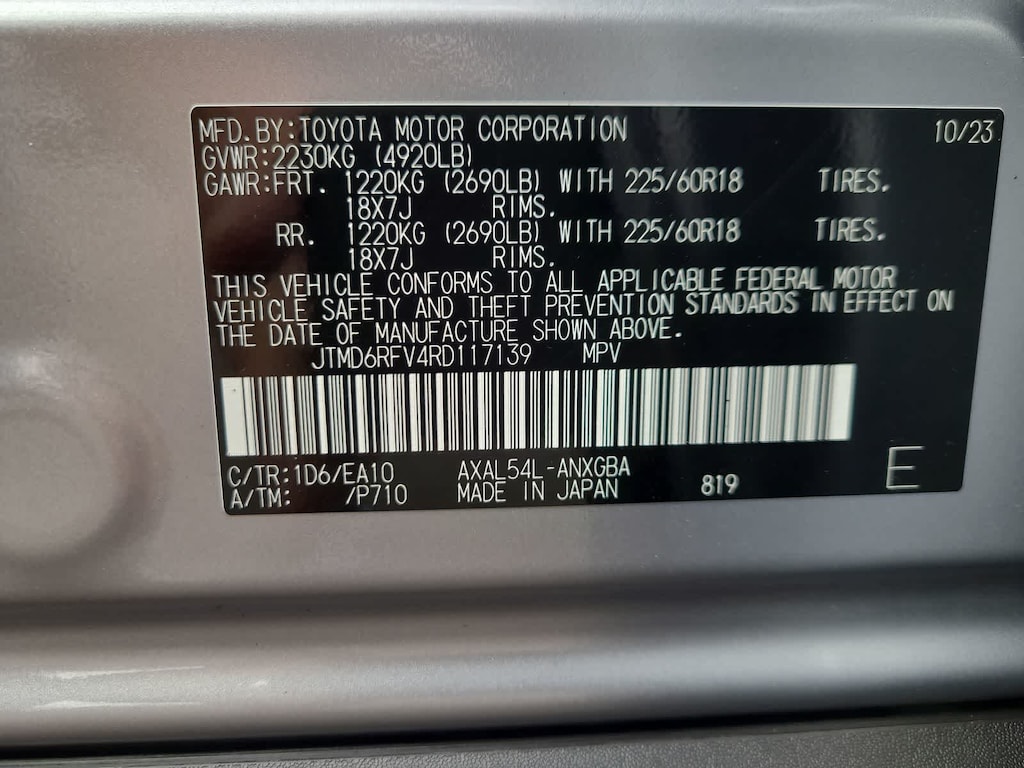 MFD.BY:TOYOTA MOTOR CORPORATION 10/23
GVWR:2230KG (4920LB)
GAWR:FRT. 1220KG (2690LB) WITH 225/60R18 TIRES.
18X7J RIMS.
RR. 1220KG (2690LB) WITH 225/60R18 TIRES.
18X7J RIMS.
THIS VEHICLE CONFORMS TO ALL APPLICABLE FEDERAL MOTOR
VEHICLE SAFETY AND THEFT PREVENTION STANDARDS IN EFFECT ON
THE DATE OF MANUFACTURE SHOWN ABOVE.
JTMD6RFV4RD117139 MPV
C/TR:1D6/EA10 AXAL54L-ANXGBA E
A/TM: /P710 MADE IN JAPAN 819